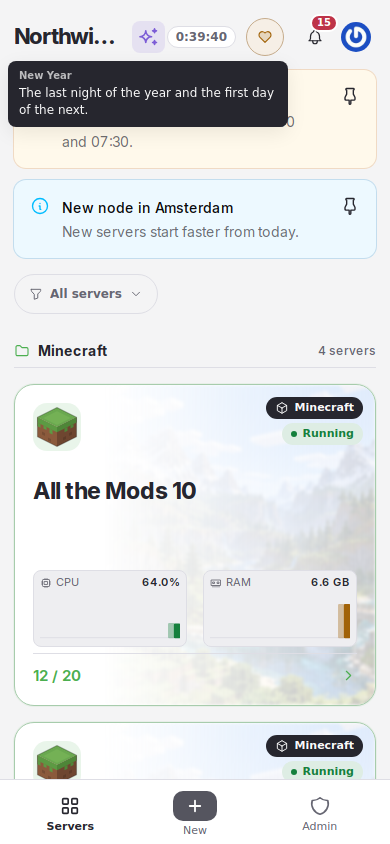 Northwi...
0:39:40
15
New Year
The last night of the year and the first day
of the next.
and 07:30.
New node in Amsterdam
New servers start faster from today.
All servers
Minecraft
4 servers
Minecraft
Running
All the Mods 10
CPU
64.0%
RAM
6.6 GB
12 / 20
Minecraft
Running
Servers
New
Admin